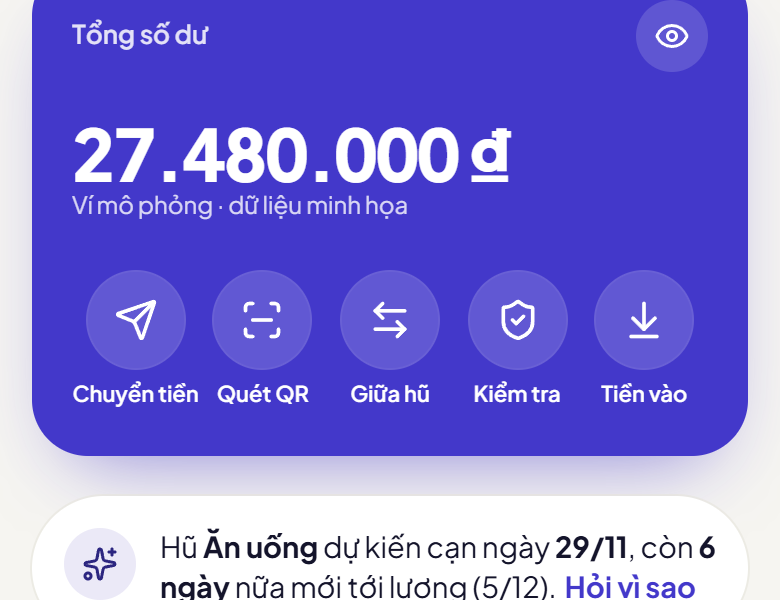 Tổng số dư
27.480.000 ₫
Ví mô phỏng · dữ liệu minh họa
Chuyển tiền Quét QR Giữa hũ Kiểm tra Tiền vào
Hũ Ăn uống dự kiến cạn ngày 29/11, còn 6
ngày nữa mới tới lương (5/12). Hỏi vì sao